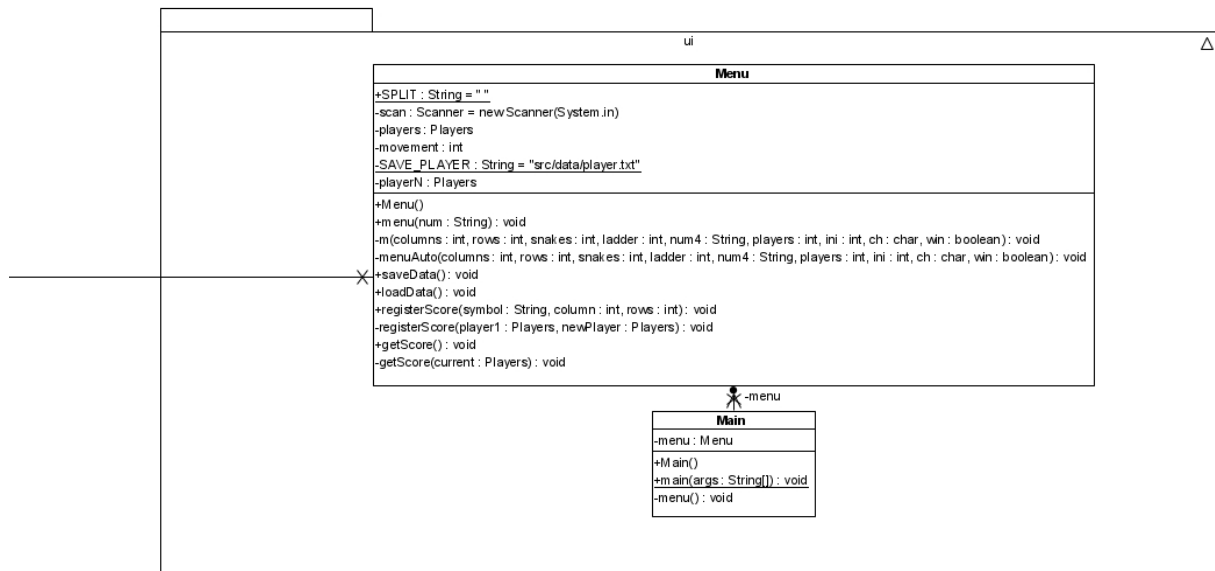 ui
Menu
+SPLIT : String = " "
-scan : Scanner = new Scanner(System.in)
-players : Players
-movement : int
-SAVE_PLAYER : String = "src/data/player.txt"
-playerN : Players
+Menu()
+menu(num : String) : void
-m(columns : int, rows : int, snakes : int, ladder : int, num4 : String, players : int, ini : int, ch : char, win : boolean) : void
-menuAuto(columns : int, rows : int, snakes : int, ladder : int, num4 : String, players : int, ini : int, ch : char, win : boolean) : void
+saveData() : void
+loadData() : void
+registerScore(symbol : String, column : int, rows : int) : void
-registerScore(player1 : Players, newPlayer : Players) : void
+getScore() : void
-getScore(current : Players) : void
-menu
Main
-menu : Menu
+Main()
+main(args : String[]) : void
-menu() : void